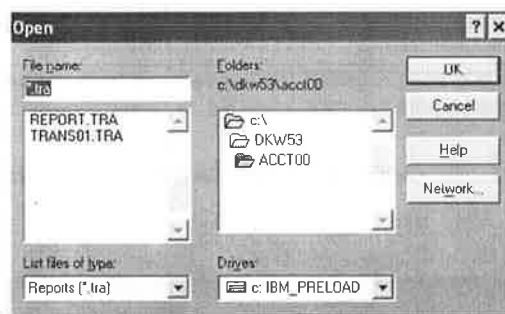 Open
File name:
*.tra
REPORT.TRA
TRANS01.TRA
List files of type:
Reports (*.tra)
Folders:
c:\dkw53\acct00
c:\
DKW53
ACCT00
Drives:
c: IBM_PRELOAD
OK
Cancel
Help
Network...